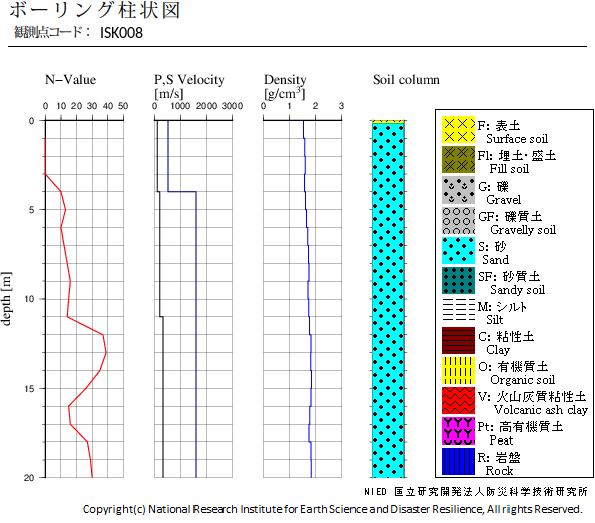 ボーリング柱状図
観測点コード： ISK008
N−Value
0 10 20 30 40 50
P,S Velocity
[m/s]
0 1000 2000 3000
Density
[g/cm³]
0 1 2 3
Soil column
depth [m]
0
5
10
15
20
F: 表土
Surface soil
Fl: 埋土・盛土
Fill soil
G: 礫
Gravel
GF: 礫質土
Gravelly soil
S: 砂
Sand
SF: 砂質土
Sandy soil
M: シルト
Silt
C: 粘性土
Clay
O: 有機質土
Organic soil
V: 火山灰質粘性土
Volcanic ash clay
Pt: 高有機質土
Peat
R: 岩盤
Rock
NIED 国立研究開発法人防災科学技術研究所
Copyright(c) National Research Institute for Earth Science and Disaster Resilience, All rights Reserved.